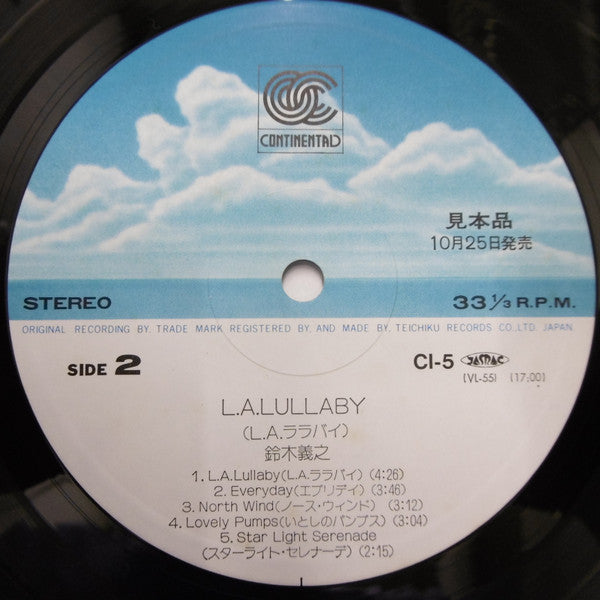 CONTINENTAL
見本品
10月25日発売
STEREO
33 1/3 R.P.M.
ORIGINAL RECORDING BY. TRADE MARK REGISTERED BY. AND MADE BY. TEICHIKU RECORDS CO., LTD. JAPAN
SIDE 2
CI-5 JASRAC
(VL-55) (17:00)
L.A.LULLABY
(L.A.ララバイ)
鈴木義之
1. L.A.Lullaby(L.A.ララバイ)(4:26)
2. Everyday(エブリデイ)(3:46)
3. North Wind(ノース・ウィンド)(3:12)
4. Lovely Pumps(いとしのパンプス)(3:04)
5. Star Light Serenade
(スターライト・セレナーデ)(2:15)